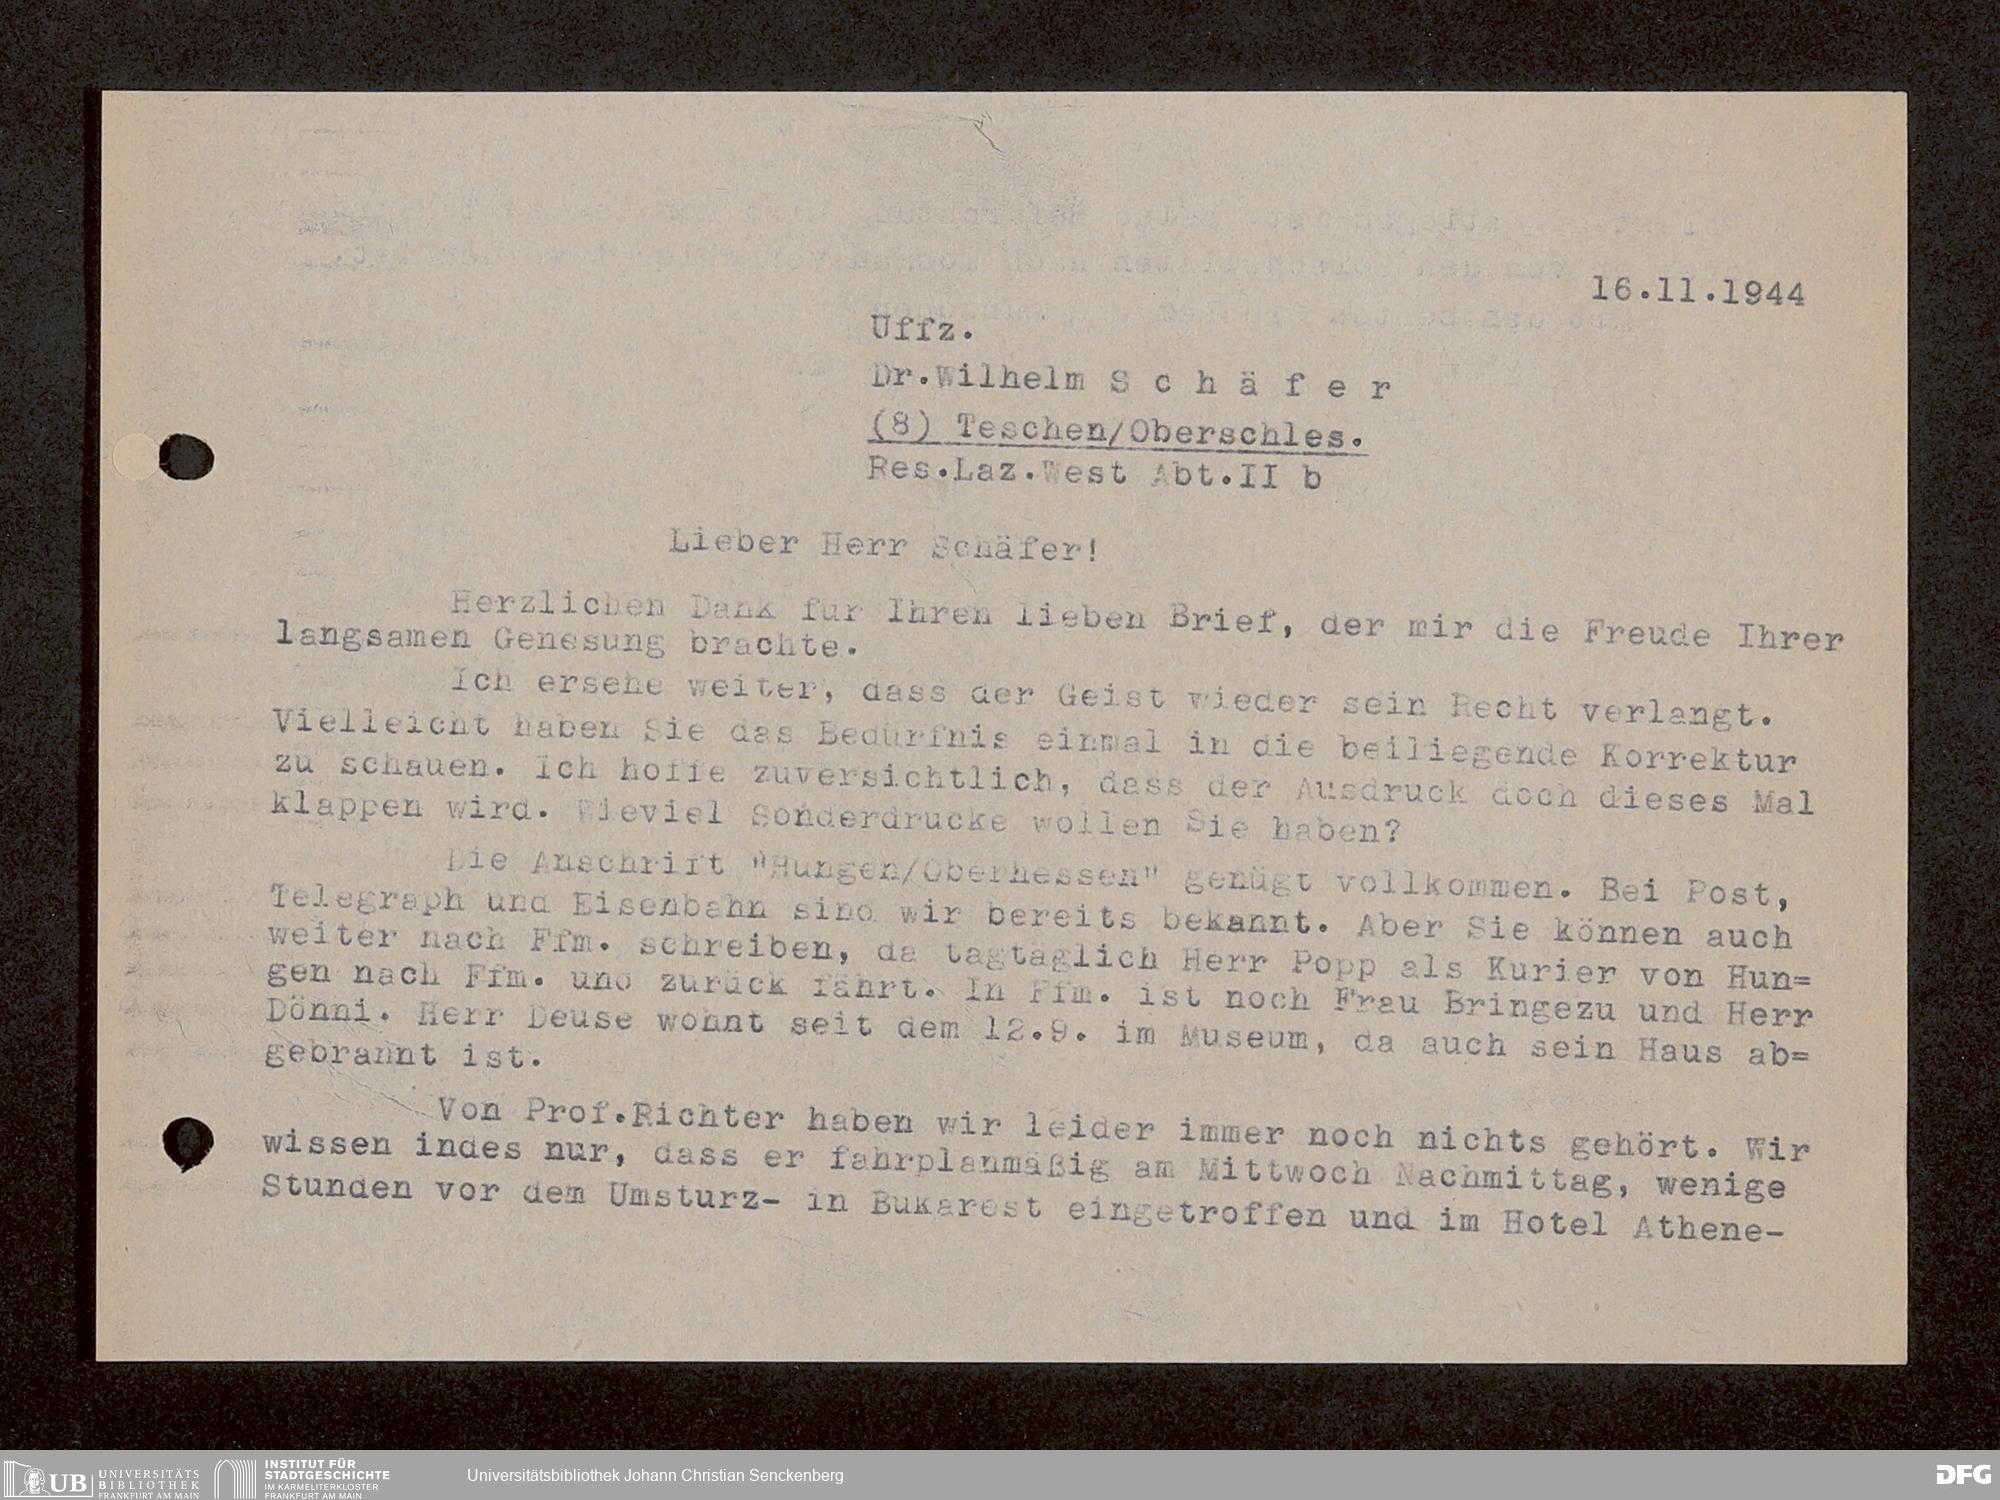 16.11.1944
Uffz.
Dr.Wilhelm S c h ä f e r
(8) Teschen/Oberschles.
Res.Laz.West Abt.II b
Lieber Herr Schäfer!
Herzlichen Dank für Ihren lieben Brief, der mir die Freude Ihrer
langsamen Genesung brachte.
Ich ersehe weiter, dass der Geist wieder sein Recht verlangt.
Vielleicht haben Sie das Bedürfnis einmal in die beiliegende Korrektur
zu schauen. Ich hoffe zuversichtlich, dass der Ausdruck doch dieses Mal
klappen wird. Wieviel Sonderdrucke wollen Sie haben?
Die Anschrift "Hungen/Oberhessen" genügt vollkommen. Bei Post,
Telegraph und Eisenbahn sind wir bereits bekannt. Aber Sie können auch
weiter nach Ffm. schreiben, da tagtäglich Herr Popp als Kurier von Hun=
gen nach Ffm. und zurück fährt. In Ffm. ist noch Frau Bringezu und Herr
Dönni. Herr Deuse wohnt seit dem 12.9. im Museum, da auch sein Haus ab=
gebrannt ist.
Von Prof.Richter haben wir leider immer noch nichts gehört. Wir
wissen indes nur, dass er fahrplanmäßig am Mittwoch Nachmittag, wenige
Stunden vor dem Umsturz- in Bukarest eingetroffen und im Hotel Athene-
UB UNIVERSITÄTS
BIBLIOTHEK
FRANKFURT AM MAIN
INSTITUT FÜR
STADTGESCHICHTE
IM KARMELITERKLOSTER
FRANKFURT AM MAIN
Universitätsbibliothek Johann Christian Senckenberg
DFG